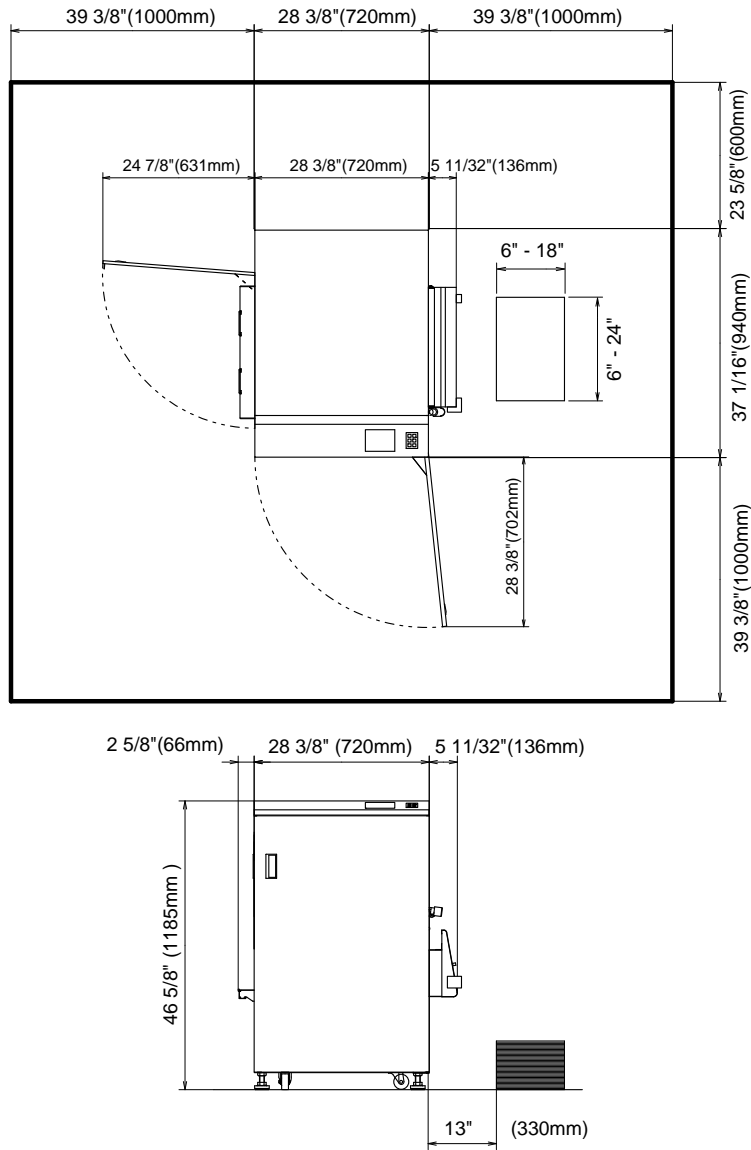 39 3/8"(1000mm)
28 3/8"(720mm)
39 3/8"(1000mm)
23 5/8"(600mm)
24 7/8"(631mm)
28 3/8"(720mm)
5 11/32"(136mm)
6" - 18"
6" - 24"
37 1/16"(940mm)
28 3/8"(702mm)
39 3/8"(1000mm)
2 5/8"(66mm)
28 3/8" (720mm)
5 11/32"(136mm)
46 5/8" (1185mm )
13" (330mm)